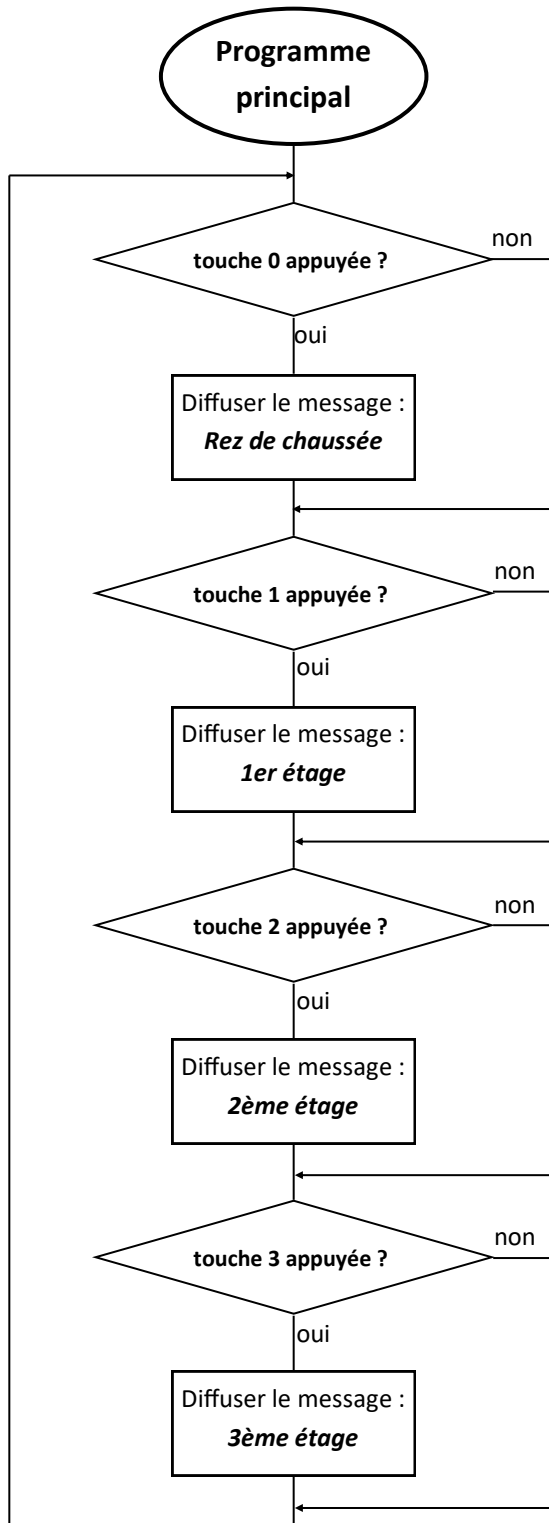 Programme
principal
touche 0 appuyée ?
non
oui
Diffuser le message :
Rez de chaussée
touche 1 appuyée ?
non
oui
Diffuser le message :
1er étage
touche 2 appuyée ?
non
oui
Diffuser le message :
2ème étage
touche 3 appuyée ?
non
oui
Diffuser le message :
3ème étage